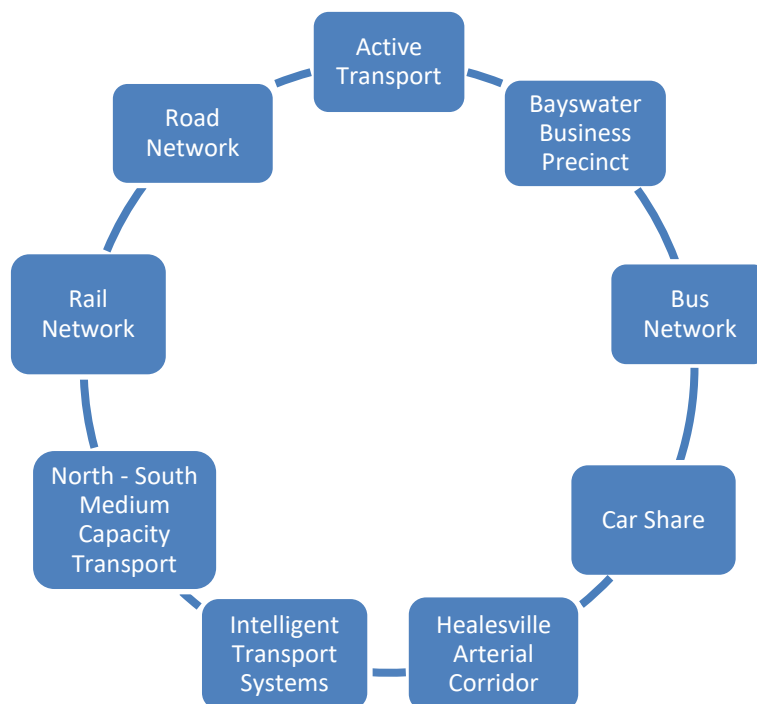 Active
Transport
Bayswater
Business
Precinct
Bus
Network
Car Share
Healesville
Arterial
Corridor
Intelligent
Transport
Systems
North - South
Medium
Capacity
Transport
Rail
Network
Road
Network